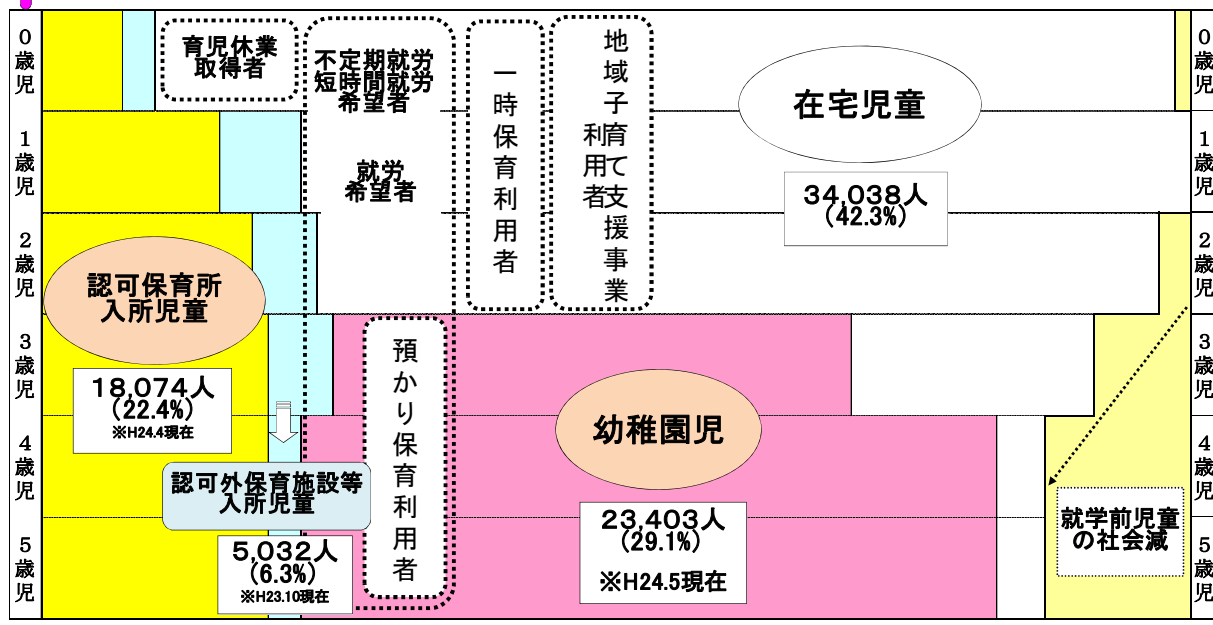 0歳児
1歳児
2歳児
3歳児
4歳児
5歳児
育児休業
取得者
不定期就労
短時間就労
希望者
就労
希望者
一時保育利用者
地域子育て支援事業
利用者
在宅児童
34,038人
(42.3%)
認可保育所
入所児童
18,074人
(22.4%)
※H24.4現在
認可外保育施設等
入所児童
5,032人
(6.3%)
※H23.10現在
預かり保育利用者
幼稚園児
23,403人
(29.1%)
※H24.5現在
就学前児童
の社会減
0歳児
1歳児
2歳児
3歳児
4歳児
5歳児